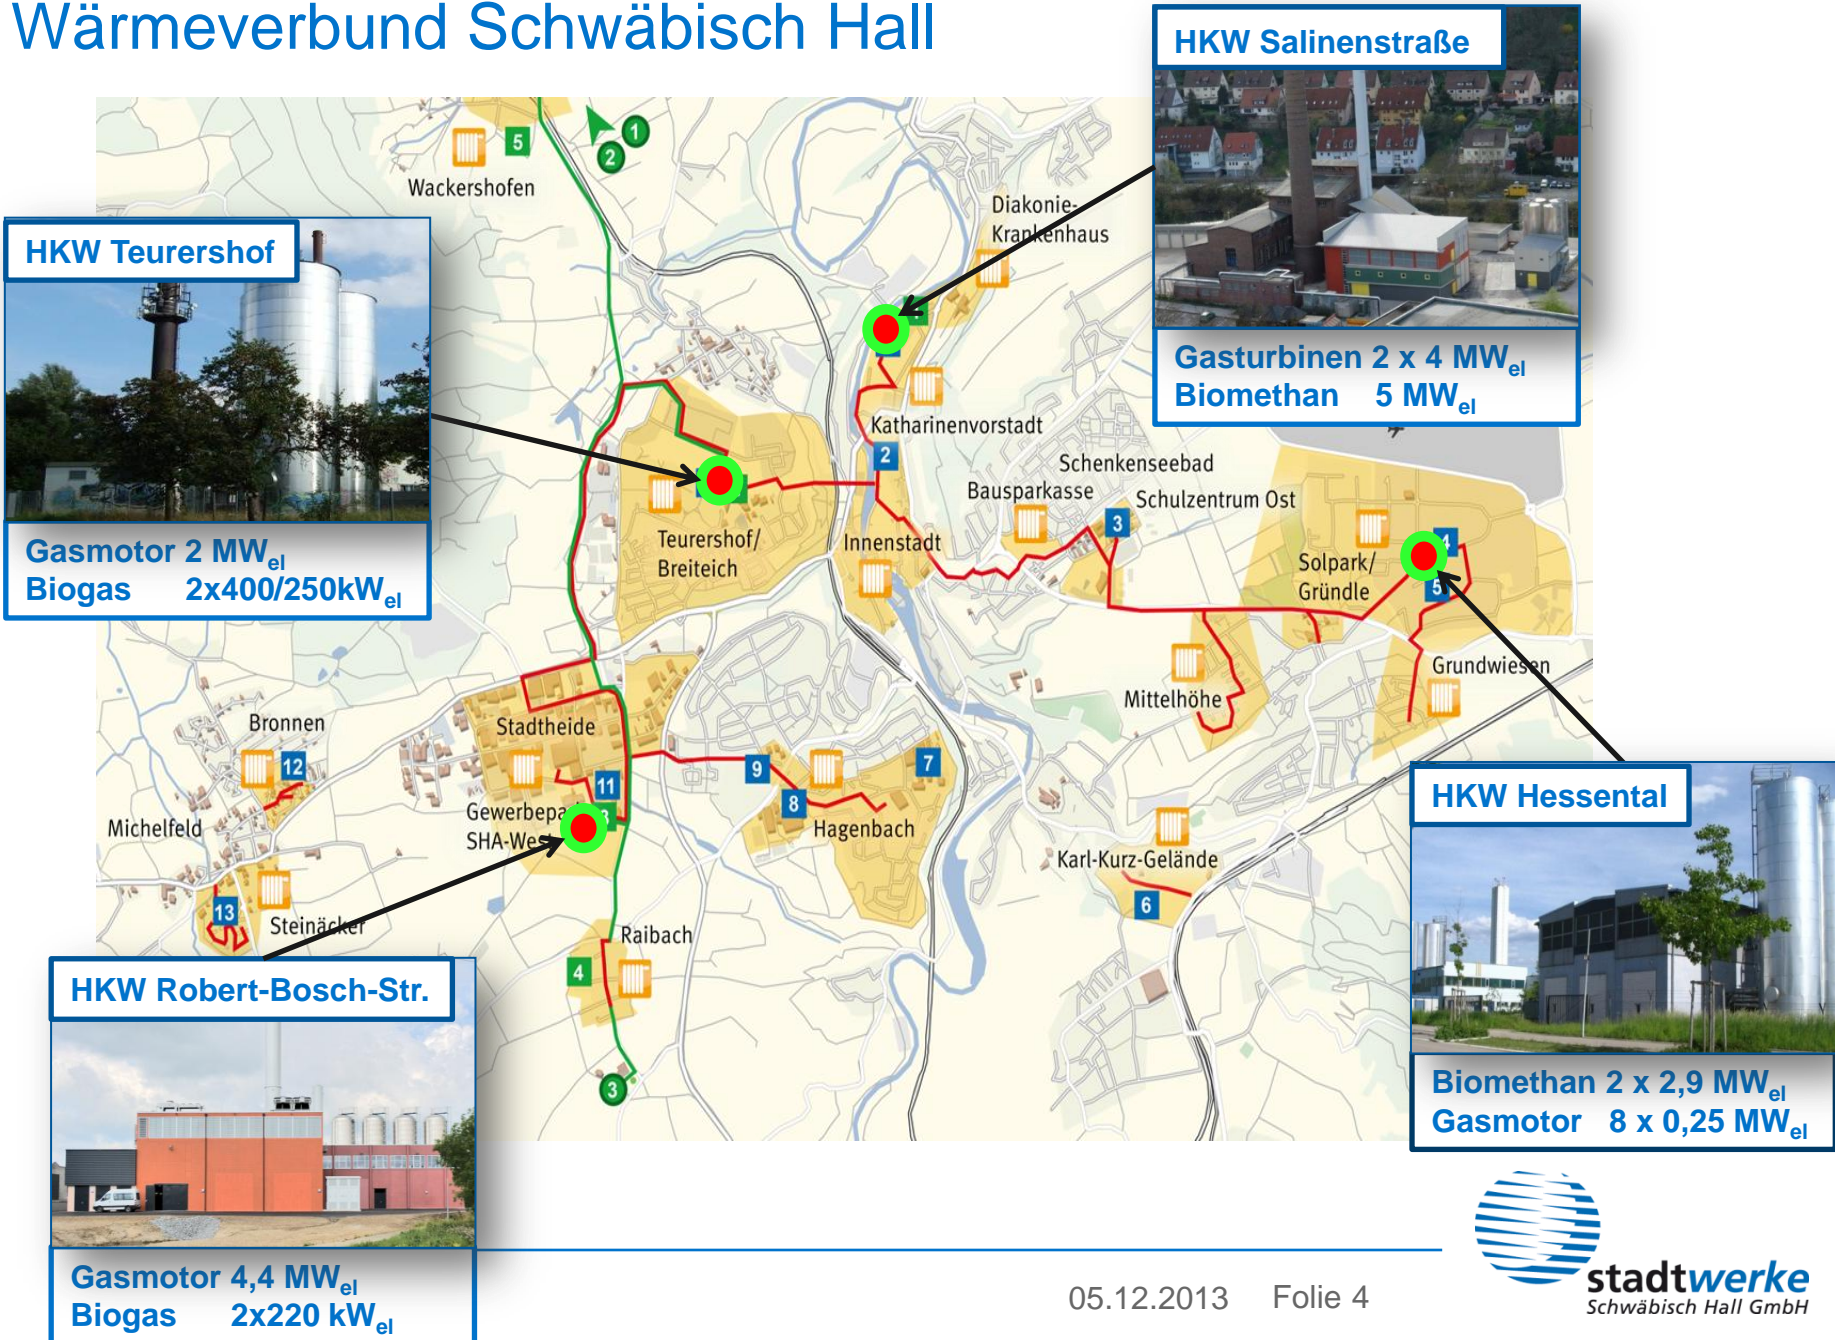 Wärmeverbund Schwäbisch Hall
HKW Salinenstraße
Gasturbinen 2 x 4 MWel
Biomethan 5 MWel
HKW Teurershof
Gasmotor 2 MWel
Biogas 2x400/250kWel
5
1
2
Wackershofen
Diakonie-
Krankenhaus
Katharinenvorstadt
2
Schenkenseebad
Bausparkasse
Schulzentrum Ost
3
Teurershof/
Breiteich
Innenstadt
Solpark/
Gründle
4
5
Grundwiesen
Mittelhöhe
Bronnen
12
Stadtheide
11
9
8
7
Michelfeld
Gewerbepa
SHA-Wes
Hagenbach
Karl-Kurz-Gelände
6
13
Steinäcker
Raibach
4
3
HKW Hessental
Biomethan 2 x 2,9 MWel
Gasmotor 8 x 0,25 MWel
HKW Robert-Bosch-Str.
Gasmotor 4,4 MWel
Biogas 2x220 kWel
05.12.2013 Folie 4
stadtwerke
Schwäbisch Hall GmbH